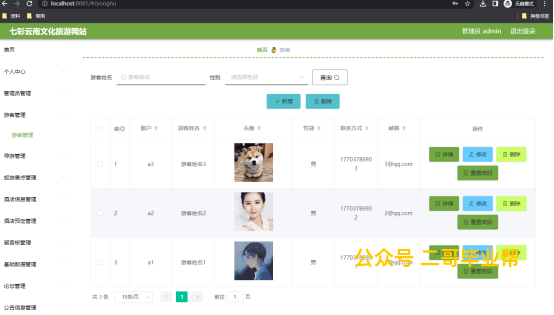 localhost:8081/#/yonghu
无痕模式
资料 常用
所有书签
七彩云南文化旅游网站
管理员 admin 退出登录
首页
首页 游客
个人中心
管理员管理
游客管理
游客管理
导游管理
旅游景点管理
酒店信息管理
酒店预定管理
留言板管理
基础数据管理
论坛管理
公告信息管理
游客姓名 游客姓名 性别 请选择性别 查询
+ 新增 删除
索引 账户 游客姓名 头像 性别 联系方式 邮箱 操作
1 a3 游客姓名3 男 17703786903 3@qq.com 详情 修改 删除
重置密码
2 a2 游客姓名2 男 17703786902 2@qq.com 详情 修改 删除
重置密码
3 a1 游客姓名1 男 17703786901 详情 修改 删除
重置密码
公众号 二哥毕业帮
共 3 条 10条/页 1 前往 1 页